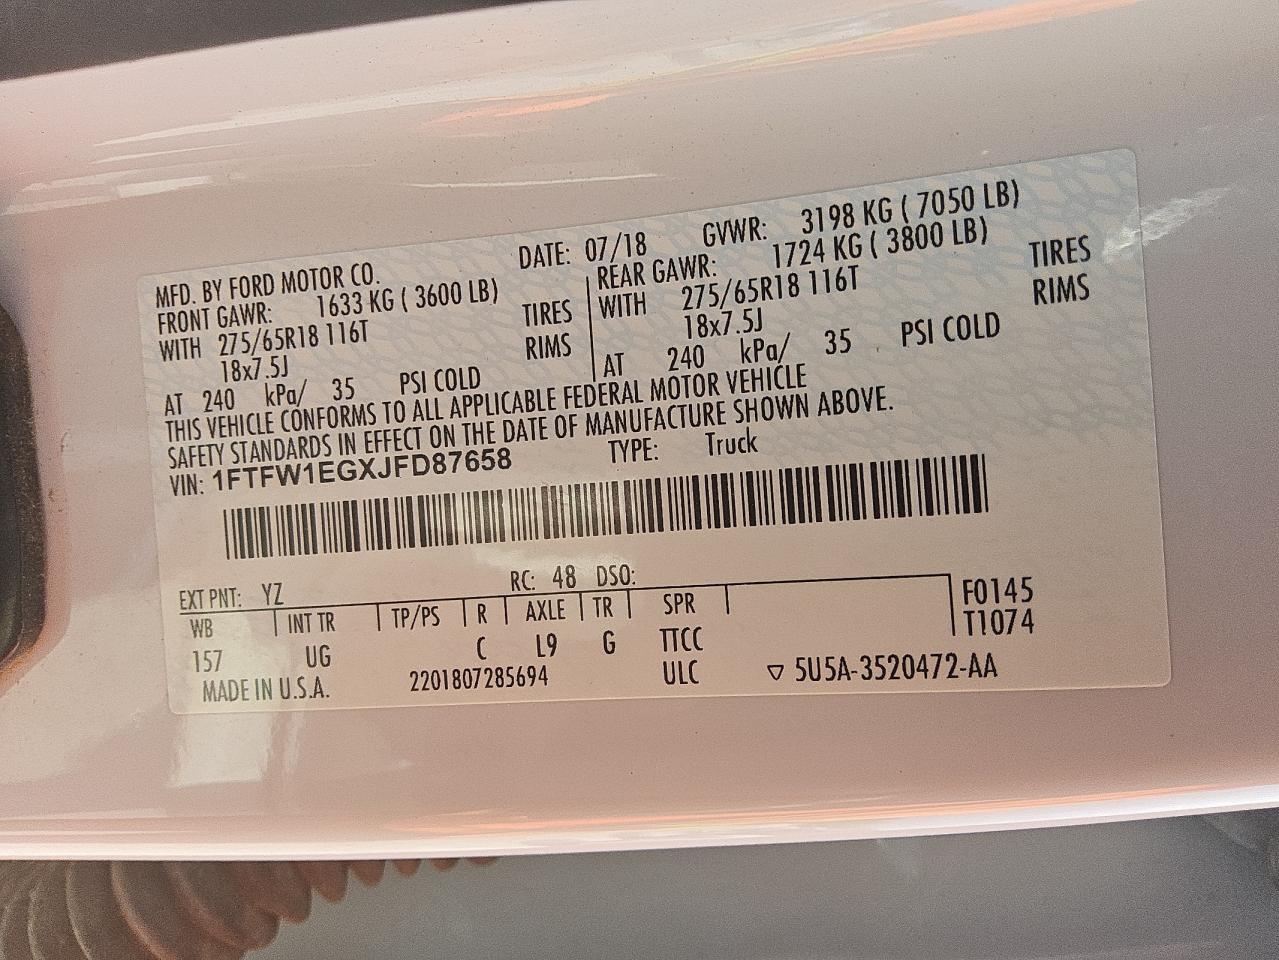 MFD. BY FORD MOTOR CO. DATE: 07/18 GVWR: 3198 KG ( 7050 LB)
FRONT GAWR: 1633 KG ( 3600 LB) REAR GAWR: 1724 KG ( 3800 LB)
WITH 275/65R18 116T TIRES WITH 275/65R18 116T TIRES
18x7.5J RIMS 18x7.5J RIMS
AT 240 kPa/ 35 PSI COLD AT 240 kPa/ 35 PSI COLD
THIS VEHICLE CONFORMS TO ALL APPLICABLE FEDERAL MOTOR VEHICLE
SAFETY STANDARDS IN EFFECT ON THE DATE OF MANUFACTURE SHOWN ABOVE.
VIN: 1FTFW1EGXJFD87658 TYPE: Truck
EXT PNT: YZ RC: 48 DSO:
WB INT TR TP/PS R AXLE TR SPR F0145
157 UG C L9 G TTCC T1074
MADE IN U.S.A. 2201807285694 ULC ▽ 5U5A-3520472-AA